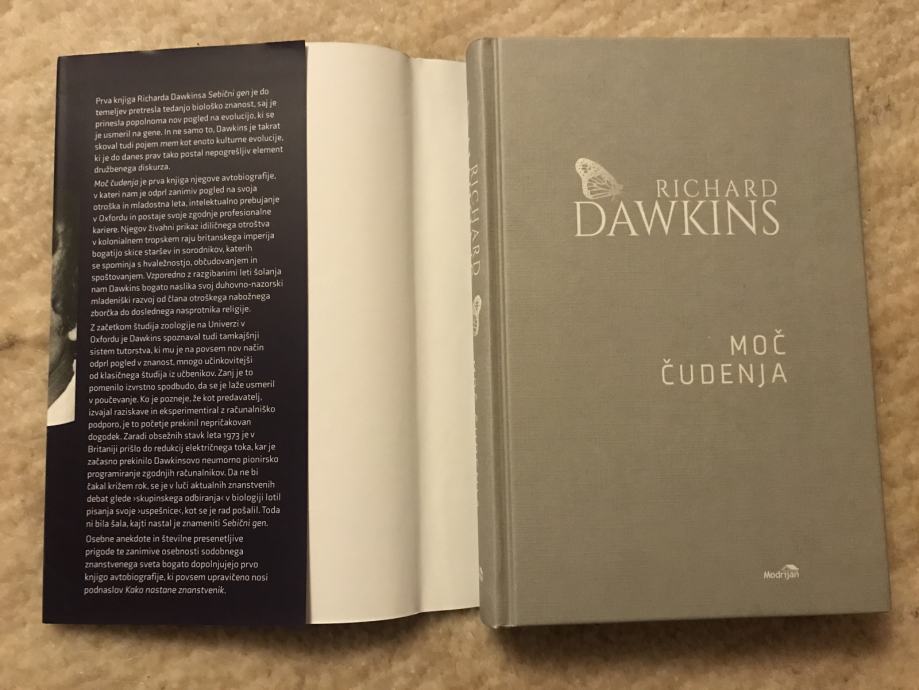 Prva knjiga Richarda Dawkinsa Sebični gen je do
temeljev pretresla tedanjo biološko znanost, saj je
prinesla popolnoma nov pogled na evolucijo, ki se
je usmeril na gene. In ne samo to, Dawkins je takrat
skoval tudi pojem mem kot enoto kulturne evolucije,
ki je do danes prav tako postal nepogrešljiv element
družbenega diskurza.
Moč čudenja je prva knjiga njegove avtobiografije,
v kateri nam je odprl zanimiv pogled na svoja
otroška in mladostna leta, intelektualno prebujanje
v Oxfordu in postaje svoje zgodnje profesionalne
kariere. Njegov živahni prikaz idiličnega otroštva
v kolonialnem tropskem raju britanskega imperija
bogatijo skice staršev in sorodnikov, katerih
se spominja s hvaležnostjo, občudovanjem in
spoštovanjem. Vzporedno z razgibanimi leti šolanja
nam Dawkins bogato naslika svoj duhovno-nazorski
mladeniški razvoj od člana otroškega nabožnega
zborčka do doslednega nasprotnika religije.
Z začetkom študija zoologije na Univerzi v
Oxfordu je Dawkins spoznaval tudi tamkajšnji
sistem tutorstva, ki mu je na povsem nov način
odprl pogled v znanost, mnogo učinkovitejši
od klasičnega študija iz učbenikov. Zanj je to
pomenilo izvrstno spodbudo, da se je laže usmeril
v poučevanje. Ko je pozneje, že kot predavatelj,
izvajal raziskave in eksperimentiral z računalniško
podporo, je to početje prekinil nepričakovan
dogodek. Zaradi obsežnih stavk leta 1973 je v
Britaniji prišlo do redukcij električnega toka, kar je
začasno prekinilo Dawkinsovo neumorno pionirsko
programiranje zgodnjih računalnikov. Da ne bi
čakal križem rok, se je v luči aktualnih znanstvenih
debat glede ›skupinskega odbiranja‹ v biologiji lotil
pisanja svoje ›uspešnice‹, kot se je rad pošalil. Toda
ni bila šala, kajti nastal je znameniti Sebični gen.
Osebne anekdote in številne presenetljive
prigode te zanimive osebnosti sodobnega
znanstvenega sveta bogato dopolnjujejo prvo
knjigo avtobiografije, ki povsem upravičeno nosi
podnaslov Kako nastane znanstvenik.
RICHARD
RICHARD
DAWKINS
MOČ
ČUDENJA
Modrijan